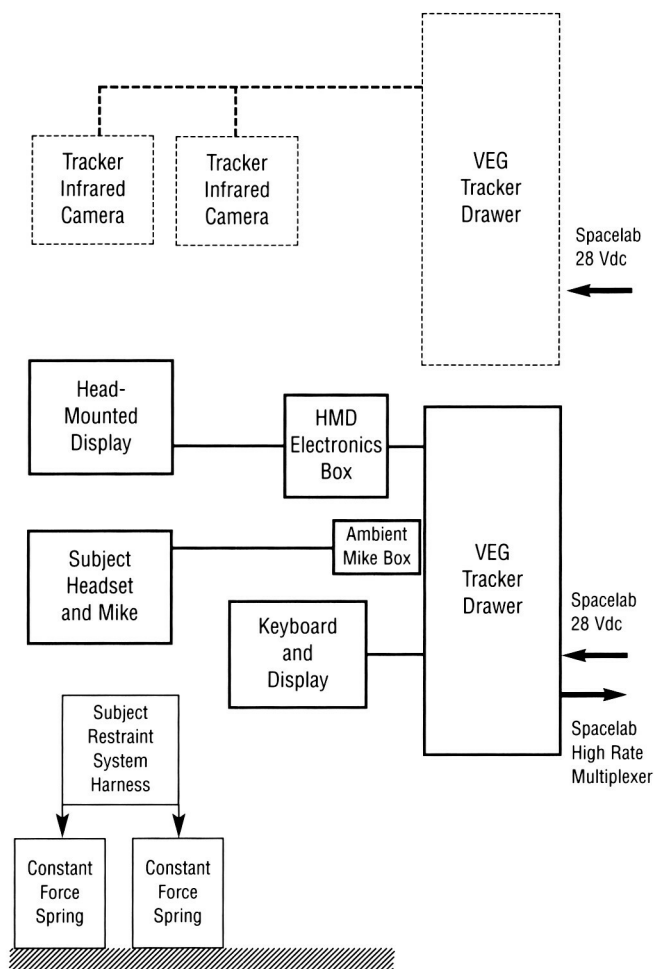 Tracker
Infrared
Camera
Tracker
Infrared
Camera
VEG
Tracker
Drawer
Spacelab
28 Vdc
Head-
Mounted
Display
HMD
Electronics
Box
Subject
Headset
and Mike
Ambient
Mike Box
Keyboard
and
Display
VEG
Tracker
Drawer
Spacelab
28 Vdc
Spacelab
High Rate
Multiplexer
Subject
Restraint
System
Harness
Constant
Force
Spring
Constant
Force
Spring